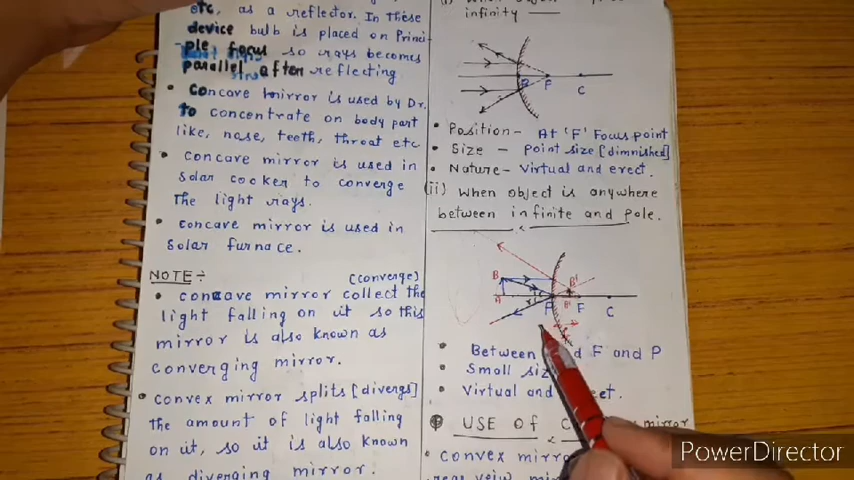 etc, as a reflector. In these
device bulb is placed on Princi-
ple focus so rays becomes
parallel after reflecting
• concave mirror is used by Dr.
to concentrate on body part
like, nose, teeth, throat etc
• concave mirror is used in
solar cooker to converge
The light rays.
• concave mirror is used in
solar furnace.
NOTE :-
(converge)
• concave mirror collect the
light falling on it so this
mirror is also known as
converging mirror.
• convex mirror splits [divergs]
the amount of light falling
on it, so it is also known
as diverging mirror.
infinity
P F C
• Position - At 'F' Focus point
• Size - Point size [dimnished]
• Nature - Virtual and erect.
(ii) When object is anywhere
between infinite and pole.
B B'
A A'
P F C
• Between F and P
• Small
• Virtual and
USE OF mirror
• convex
PowerDirector